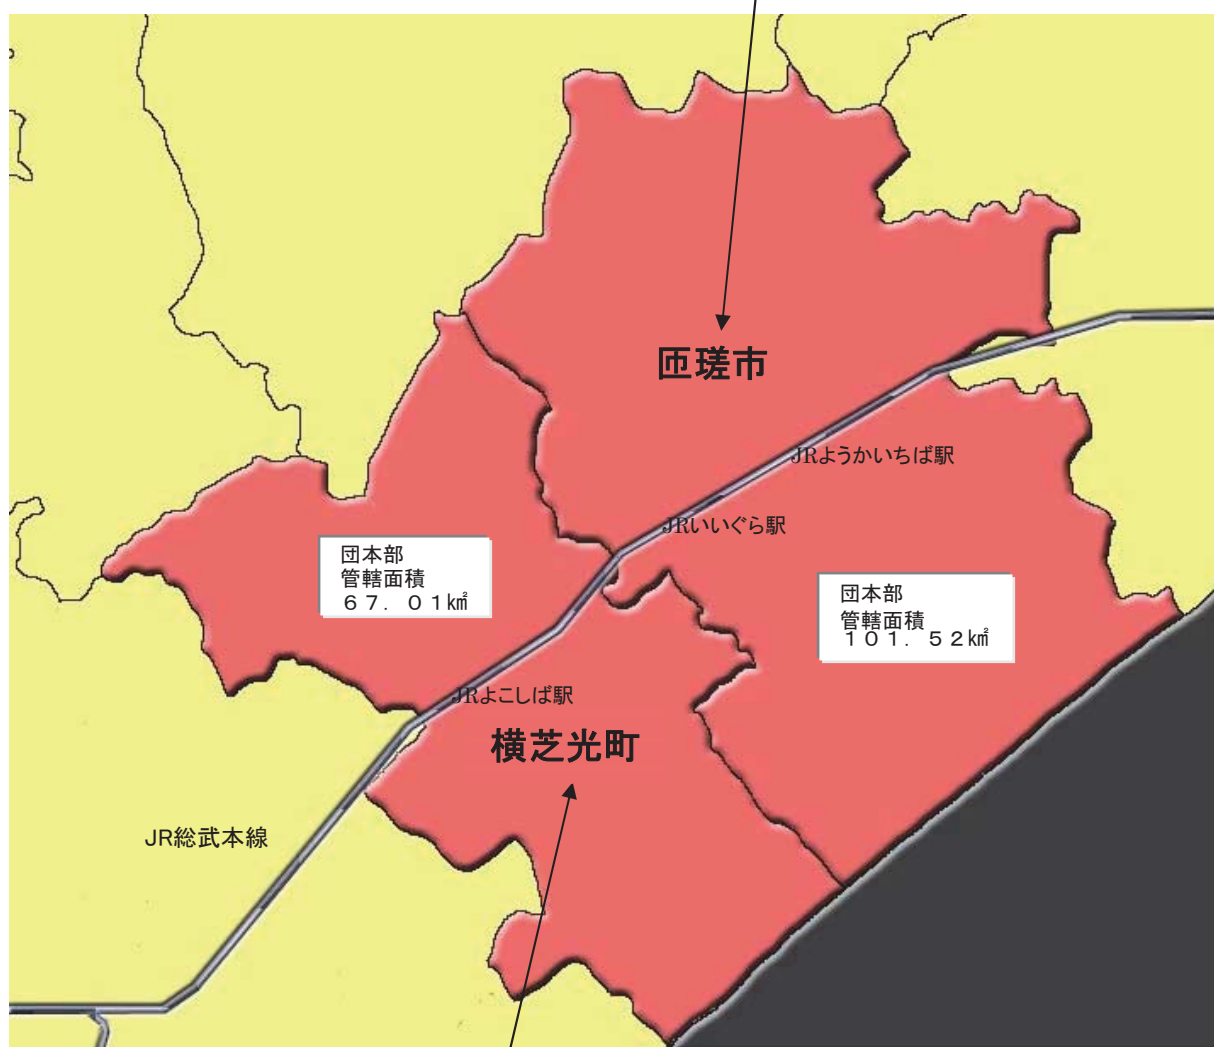 匝瑳市
JRようかいちば駅
JRいいぐら駅
団本部
管轄面積
６７．０１㎢
団本部
管轄面積
１０１．５２㎢
JRよこしば駅
横芝光町
JR総武本線